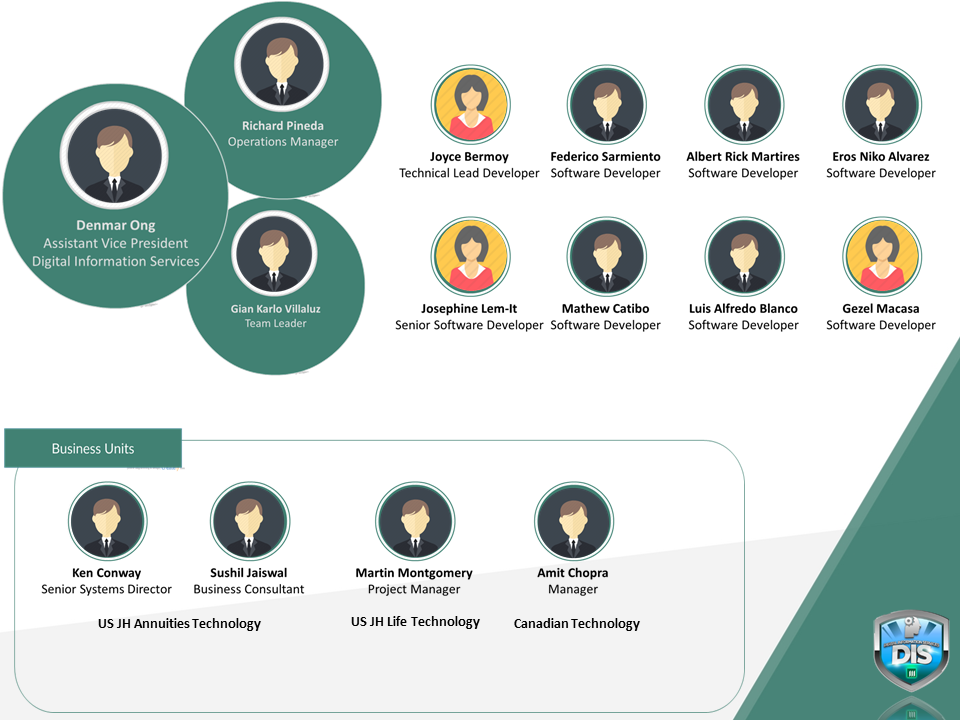 Richard Pineda
Operations Manager
Denmar Ong
Assistant Vice President
Digital Information Services
Gian Karlo Villaluz
Team Leader
Joyce Bermoy
Technical Lead Developer
Federico Sarmiento
Software Developer
Albert Rick Martires
Software Developer
Eros Niko Alvarez
Software Developer
Josephine Lem-It
Senior Software Developer
Mathew Catibo
Software Developer
Luis Alfredo Blanco
Software Developer
Gezel Macasa
Software Developer
Business Units
Ken Conway
Senior Systems Director
Sushil Jaiswal
Business Consultant
US JH Annuities Technology
Martin Montgomery
Project Manager
US JH Life Technology
Amit Chopra
Manager
Canadian Technology
DIS